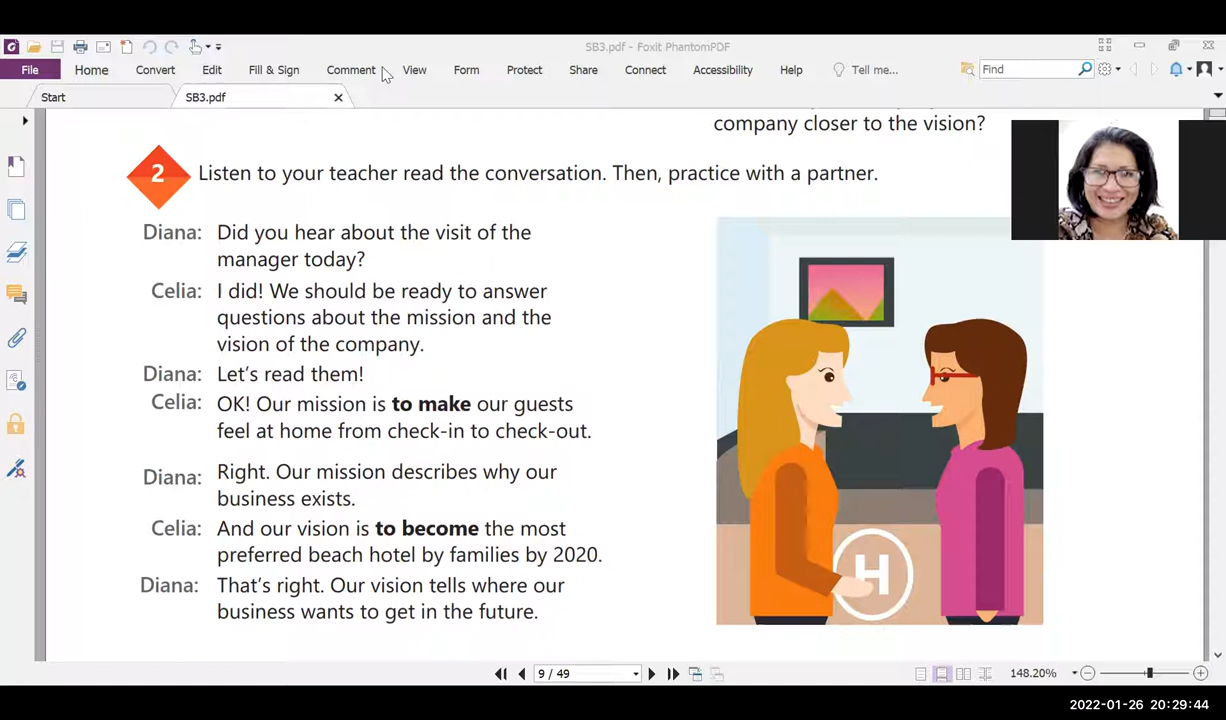 SB3.pdf - Foxit PhantomPDF
File Home Convert Edit Fill & Sign Comment View Form Protect Share Connect Accessibility Help Tell me... Find
Start SB3.pdf
company closer to the vision?
2 Listen to your teacher read the conversation. Then, practice with a partner.
Diana: Did you hear about the visit of the
manager today?
Celia: I did! We should be ready to answer
questions about the mission and the
vision of the company.
Diana: Let's read them!
Celia: OK! Our mission is to make our guests
feel at home from check-in to check-out.
Diana: Right. Our mission describes why our
business exists.
Celia: And our vision is to become the most
preferred beach hotel by families by 2020.
Diana: That's right. Our vision tells where our
business wants to get in the future.
H
9 / 49 148.20%
2022-01-26 20:29:44